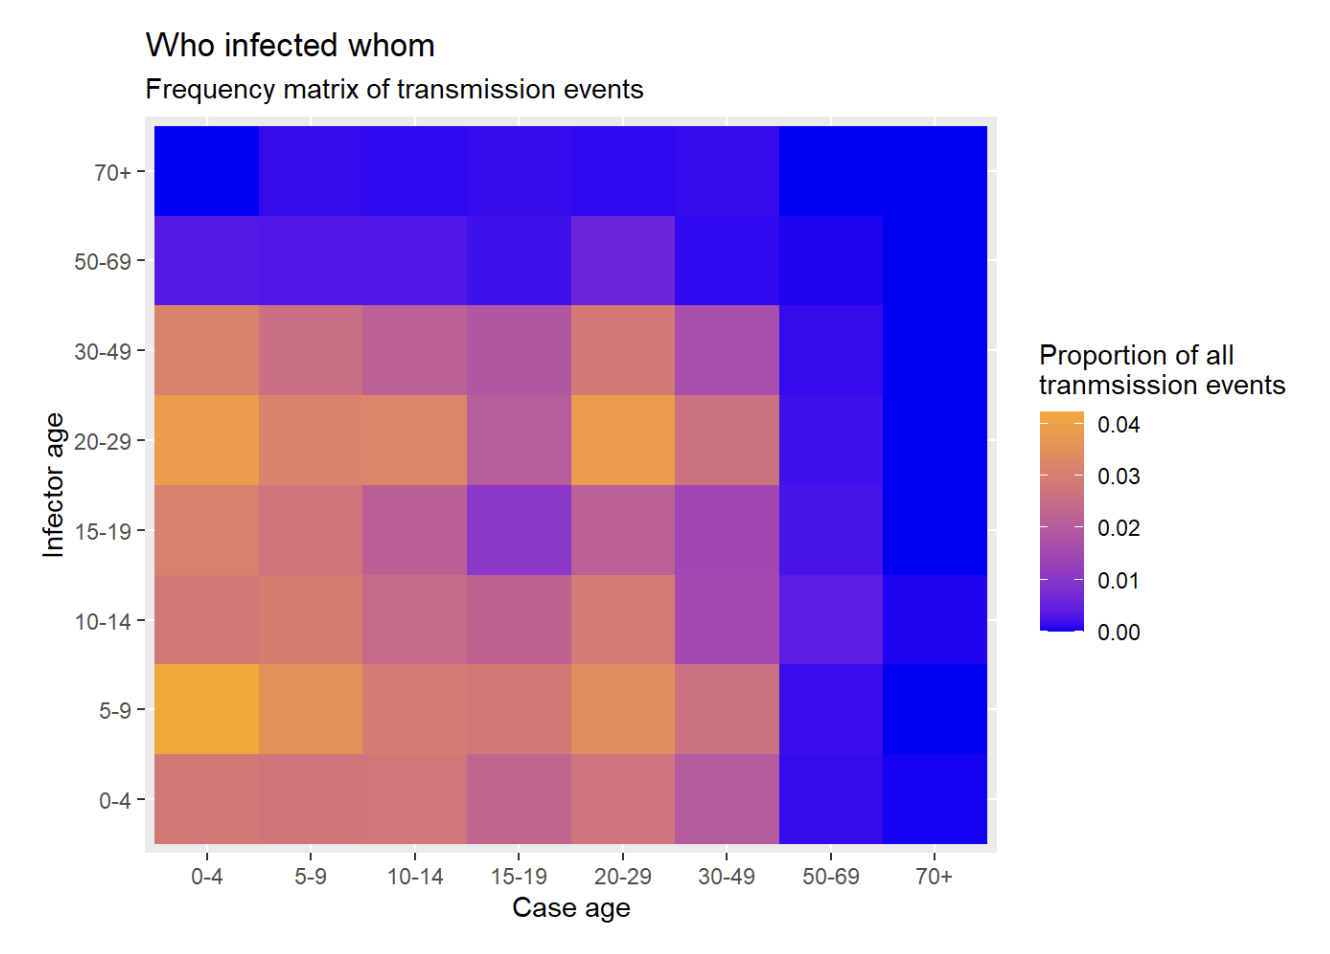 Who infected whom
Frequency matrix of transmission events
70+
50-69
30-49
20-29
15-19
10-14
5-9
0-4
Infector age
0-4 5-9 10-14 15-19 20-29 30-49 50-69 70+
Case age
Proportion of all
tranmsission events
0.04
0.03
0.02
0.01
0.00